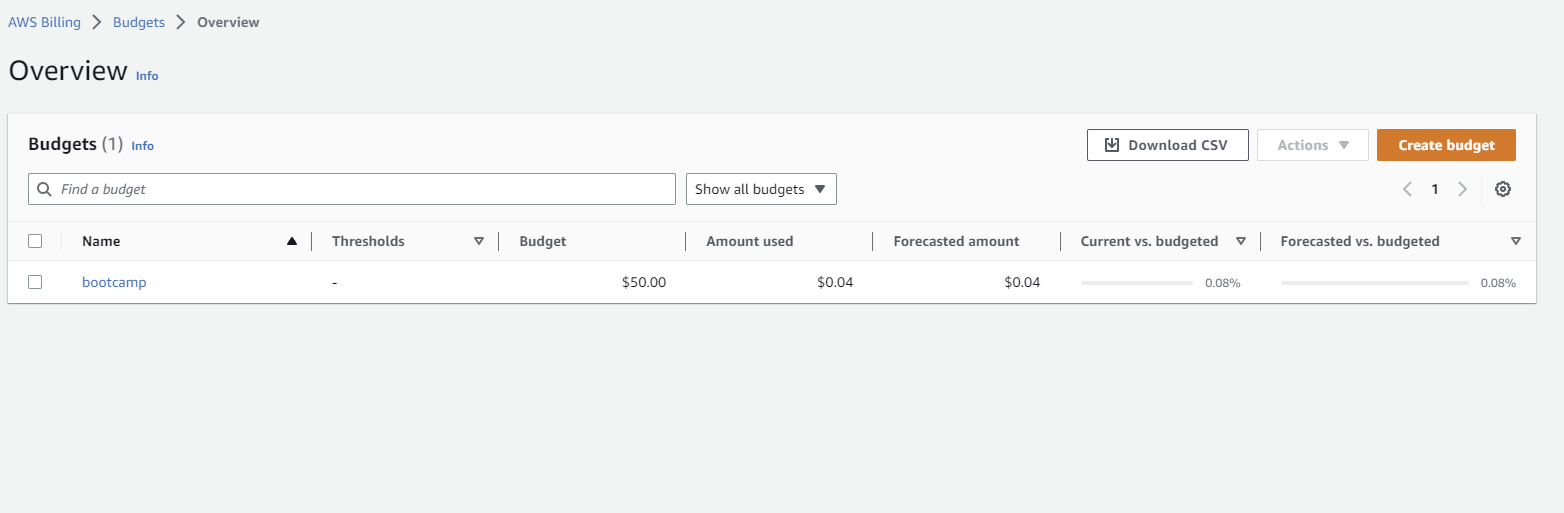 AWS Billing > Budgets > Overview
Overview Info
Budgets (1) Info
Download CSV Actions Create budget
Find a budget Show all budgets 1
Name Thresholds Budget Amount used Forecasted amount Current vs. budgeted Forecasted vs. budgeted
bootcamp - $50.00 $0.04 $0.04 0.08% 0.08%